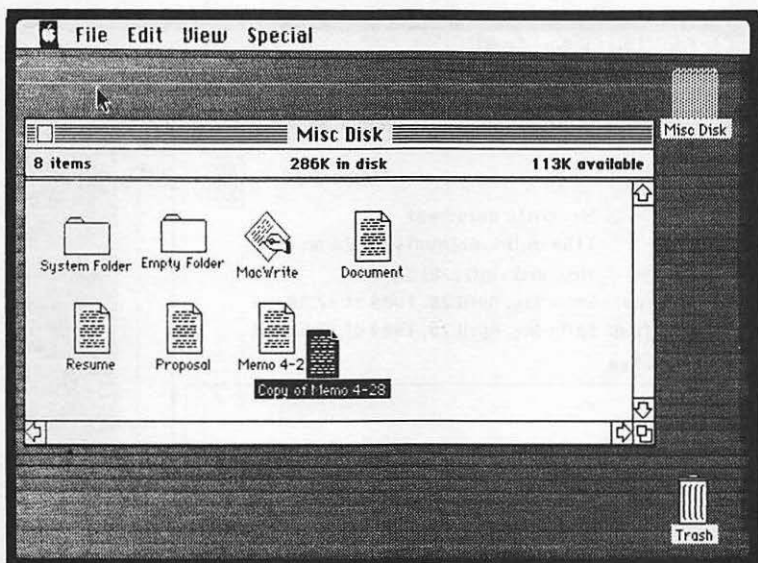 File Edit View Special
Misc Disk
Misc Disk
8 items 286K in disk 113K available
System Folder Empty Folder MacWrite Document
Resume Proposal Memo 4-2
Copy of Memo 4-28
Trash